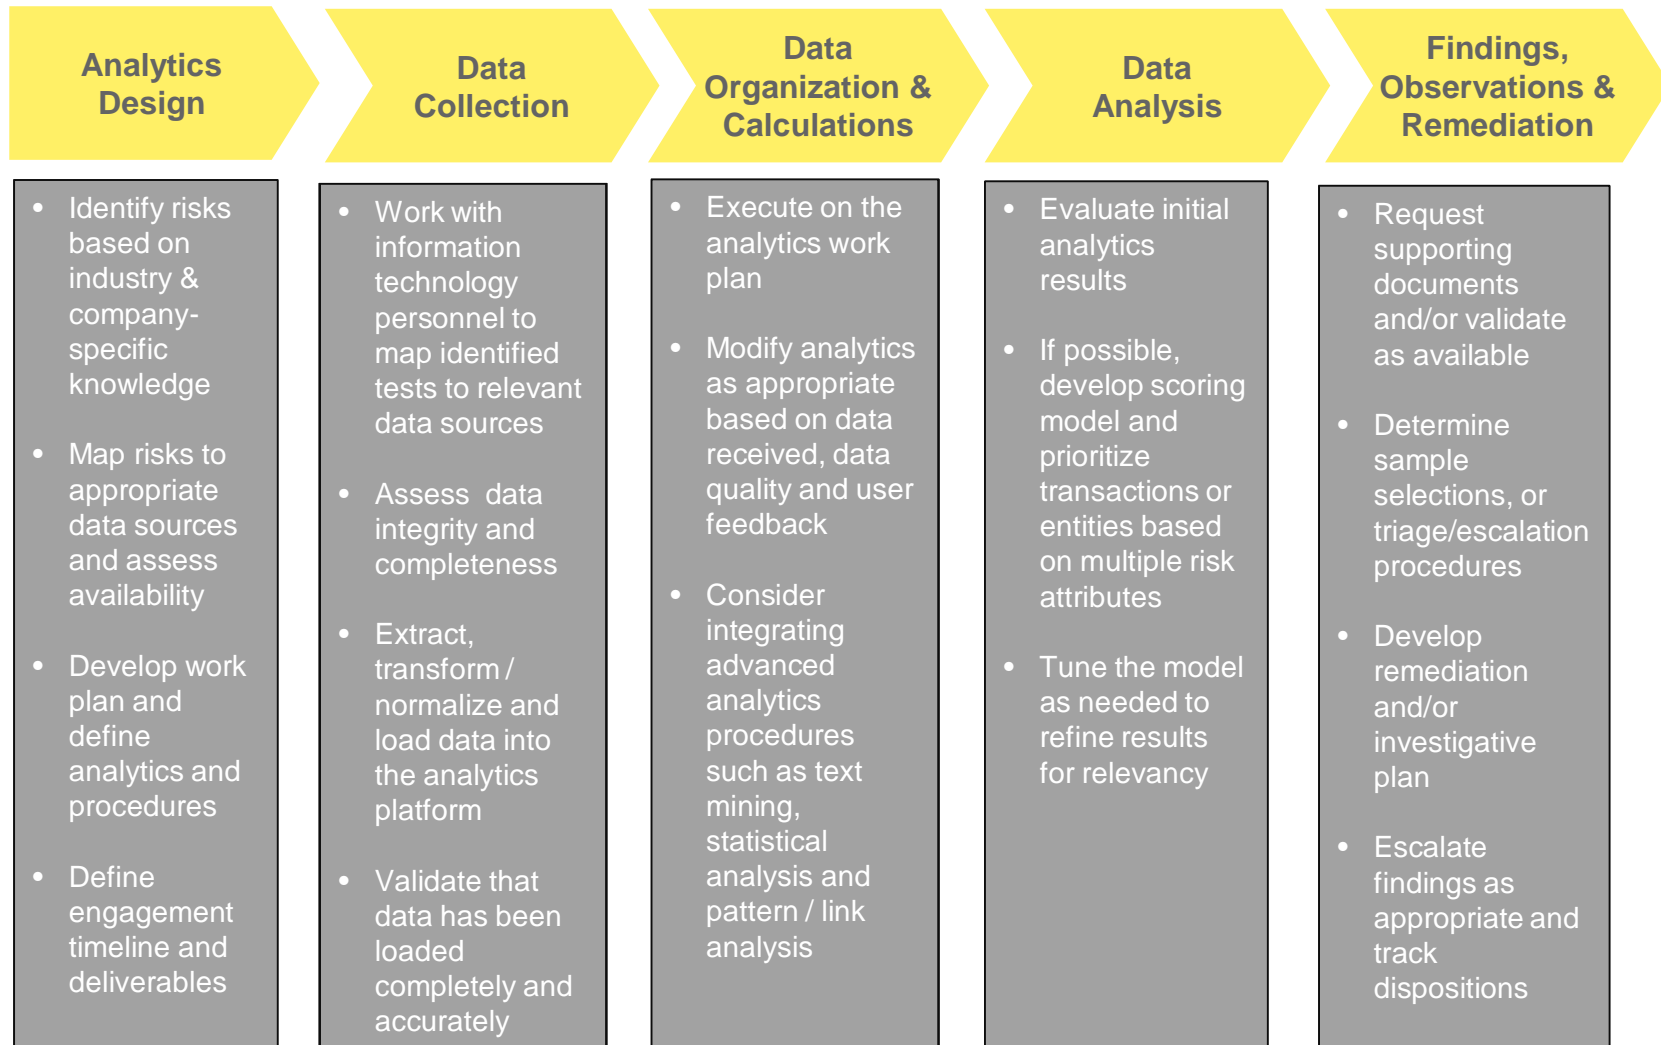 Analytics
Design
Data
Collection
Data
Organization &
Calculations
Data
Analysis
Findings,
Observations &
Remediation
• Identify risks
based on
industry &
company-
specific
knowledge
• Map risks to
appropriate
data sources
and assess
availability
• Develop work
plan and
define
analytics and
procedures
• Define
engagement
timeline and
deliverables
• Work with
information
technology
personnel to
map identified
tests to relevant
data sources
• Assess data
integrity and
completeness
• Extract,
transform /
normalize and
load data into
the analytics
platform
• Validate that
data has been
loaded
completely and
accurately
• Execute on the
analytics work
plan
• Modify analytics
as appropriate
based on data
received, data
quality and user
feedback
• Consider
integrating
advanced
analytics
procedures
such as text
mining,
statistical
analysis and
pattern / link
analysis
• Evaluate initial
analytics
results
• If possible,
develop scoring
model and
prioritize
transactions or
entities based
on multiple risk
attributes
• Tune the model
as needed to
refine results
for relevancy
• Request
supporting
documents
and/or validate
as available
• Determine
sample
selections, or
triage/escalation
procedures
• Develop
remediation
and/or
investigative
plan
• Escalate
findings as
appropriate and
track
dispositions